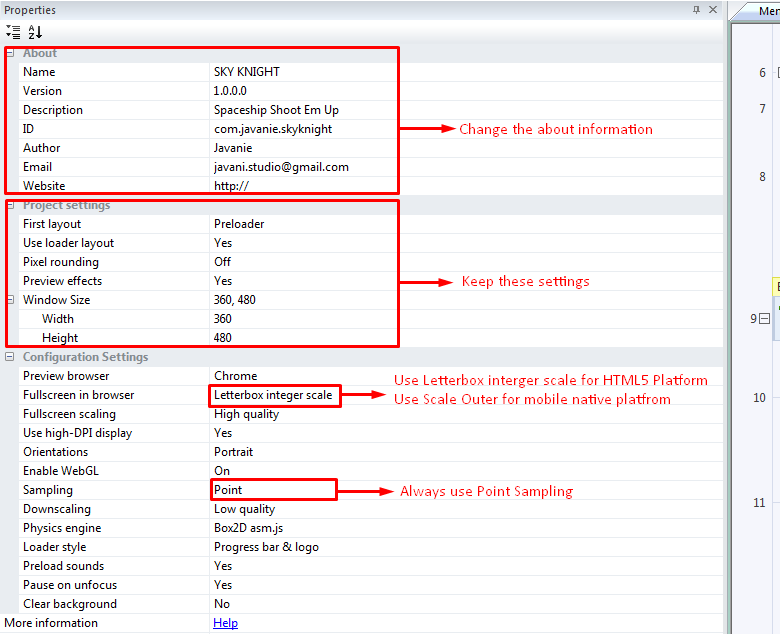 Properties
Men
About
Name SKY KNIGHT
Version 1.0.0.0
Description Spaceship Shoot Em Up
ID com.javanie.skyknight
Author Javanie
Email javani.studio@gmail.com
Website http://
Change the about information
Project settings
First layout Preloader
Use loader layout Yes
Pixel rounding Off
Preview effects Yes
Window Size 360, 480
Width 360
Height 480
Keep these settings
Configuration Settings
Preview browser Chrome
Fullscreen in browser Letterbox integer scale
Use Letterbox interger scale for HTML5 Platform
Use Scale Outer for mobile native platfrom
Fullscreen scaling High quality
Use high-DPI display Yes
Orientations Portrait
Enable WebGL On
Sampling Point
Always use Point Sampling
Downscaling Low quality
Physics engine Box2D asm.js
Loader style Progress bar & logo
Preload sounds Yes
Pause on unfocus Yes
Clear background No
More information Help
6
7
8
9
10
11